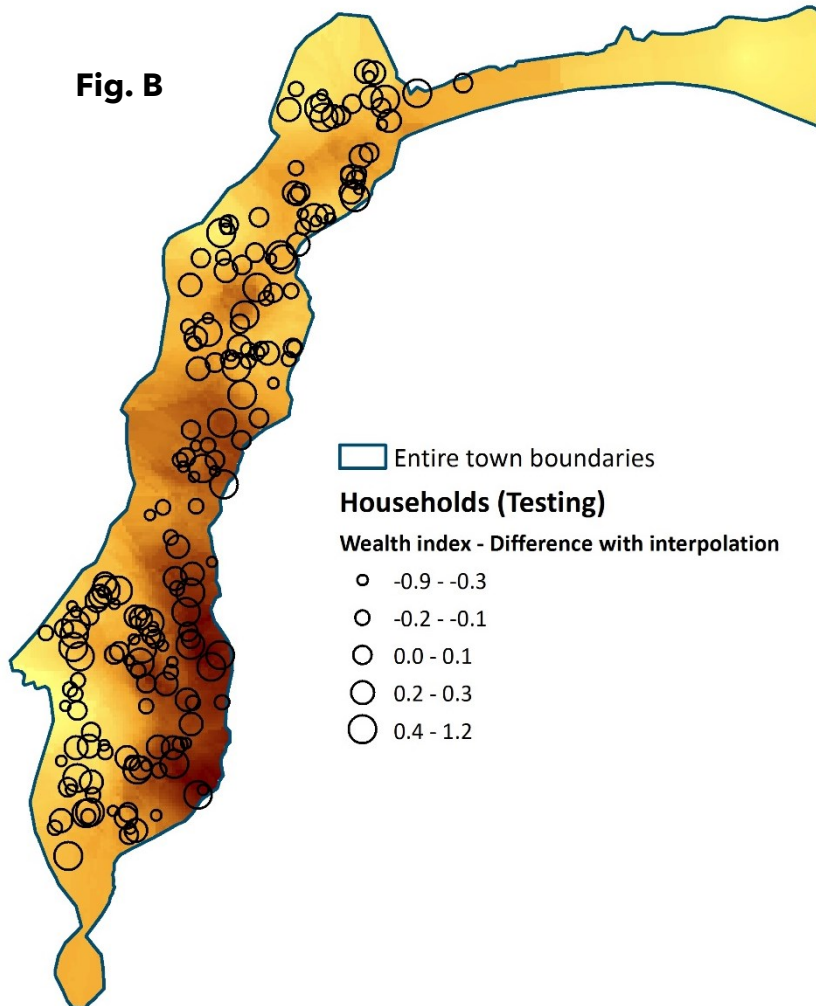 Fig. B
Entire town boundaries
Households (Testing)
Wealth index - Difference with interpolation
-0.9 - -0.3
-0.2 - -0.1
0.0 - 0.1
0.2 - 0.3
0.4 - 1.2